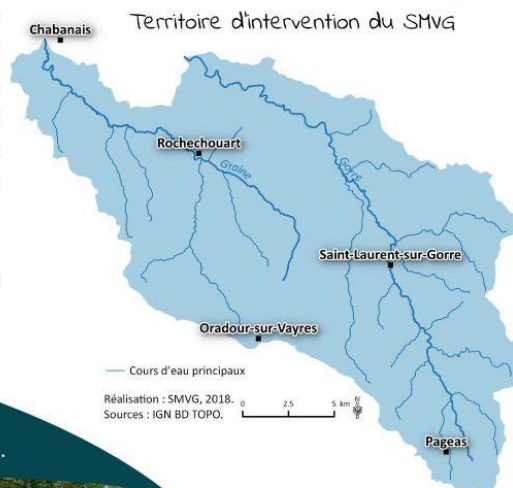 Territoire d'intervention du SMVG
Chabanais
Rochechouart
Graine
Gorre
Saint-Laurent-sur-Gorre
Oradour-sur-Vayres
Cours d'eau principaux
Réalisation : SMVG, 2018.
Sources : IGN BD TOPO.
0 2.5 5 km
N
Pageas
.